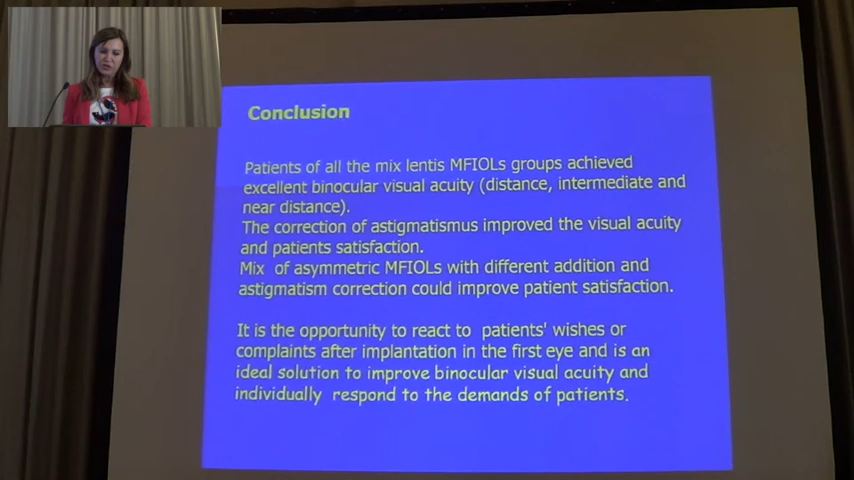 Conclusion
Patients of all the mix lentis MFIOLs groups achieved
excellent binocular visual acuity (distance, intermediate and
near distance).
The correction of astigmatismus improved the visual acuity
and patients satisfaction.
Mix of asymmetric MFIOLs with different addition and
astigmatism correction could improve patient satisfaction.
It is the opportunity to react to patients' wishes or
complaints after implantation in the first eye and is an
ideal solution to improve binocular visual acuity and
individually respond to the demands of patients.